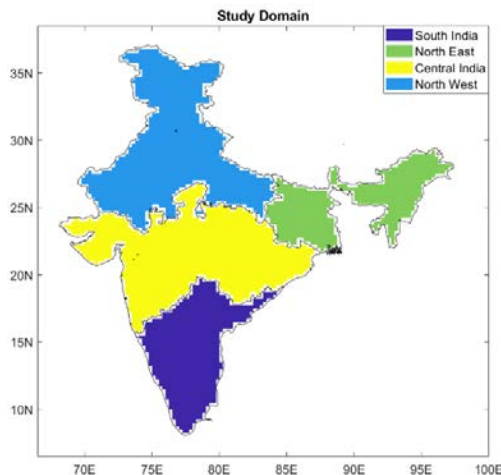 Study Domain
South India
North East
Central India
North West
35N
30N
25N
20N
15N
10N
70E
75E
80E
85E
90E
95E
100E